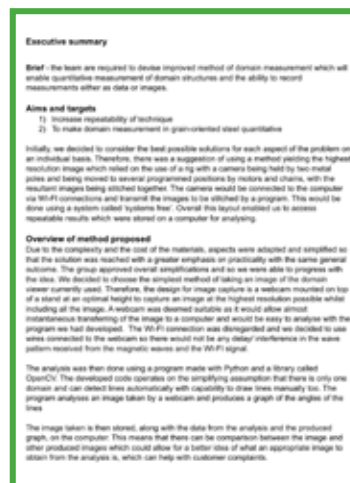 Executive summary
Brief - the team are required to devise improved method of domain measurement which will
enable quantitative measurement of domain structures and the ability to record
measurements either as data or images.
Aims and targets
1) Increase repeatability of technique
2) To make domain measurement in grain-oriented steel quantitative
Initially, we decided to consider the best possible solutions for each aspect of the problem on
an individual basis. Therefore, there was a suggestion of using a method yielding the highest
resolution image which relied on the use of a rig with a camera being held by two metal
poles and being moved to several programmed positions by motors and chains, with the
resultant images being stitched together. The camera would be connected to the computer
via WI-FI connections and transmit the images to be stitched by a program. This would be
done using a system called 'systems free'. Overall this layout enabled us to access
repeatable results which were stored on a computer for analysing.
Overview of method proposed
Due to the complexity and the cost of the materials, aspects were adapted and simplified so
that the solution was reached with a greater emphasis on practicality with the same general
outcome. The group approved overall simplifications and so we were able to progress with
the idea. We decided to choose the simplest method of taking an image of the domain
viewer currently used. Therefore, the design for image capture is a webcam mounted on top
of a stand at an optimal height to capture an image at the highest resolution possible whilst
including all the image. A webcam was deemed suitable as it would allow almost
instantaneous transferring of the image to a computer and would be easy to analyse with the
program we had developed. The WI-FI connection was disregarded and we decided to use
wires connected to the webcam so there would not be any delay/ interference in the wave
pattern received from the magnetic waves and the WI-FI signal.
The analysis was then done using a program made with Python and a library called
OpenCV. The developed code operates on the simplifying assumption that there is only one
domain and can detect lines automatically with capability to draw lines manually too. The
program analyses an image taken by a webcam and produces a graph of the angles of the
lines
The image taken is then stored, along with the data from the analysis and the produced
graph, on the computer. This means that there can be comparison between the image and
other produced images which could allow for a better idea of what an appropriate image to
obtain from the analysis is, which can help with customer complaints.